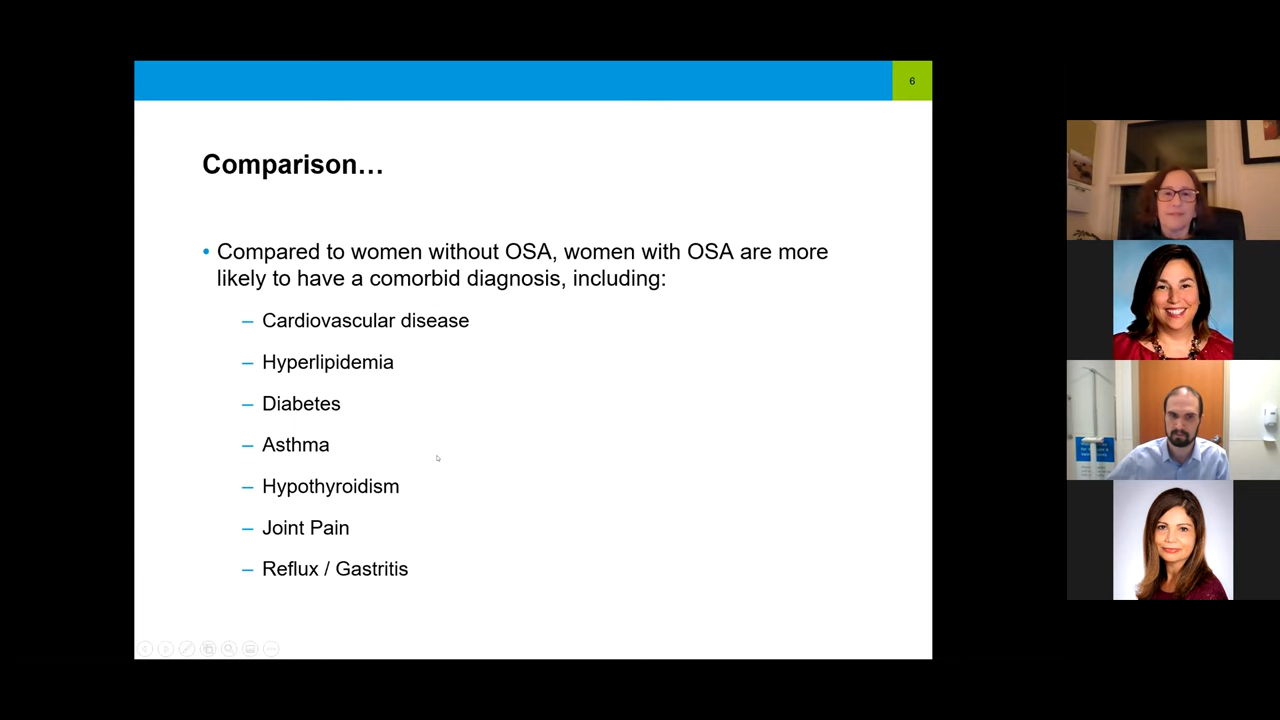 6
Comparison…
• Compared to women without OSA, women with OSA are more
likely to have a comorbid diagnosis, including:
– Cardiovascular disease
– Hyperlipidemia
– Diabetes
– Asthma
– Hypothyroidism
– Joint Pain
– Reflux / Gastritis